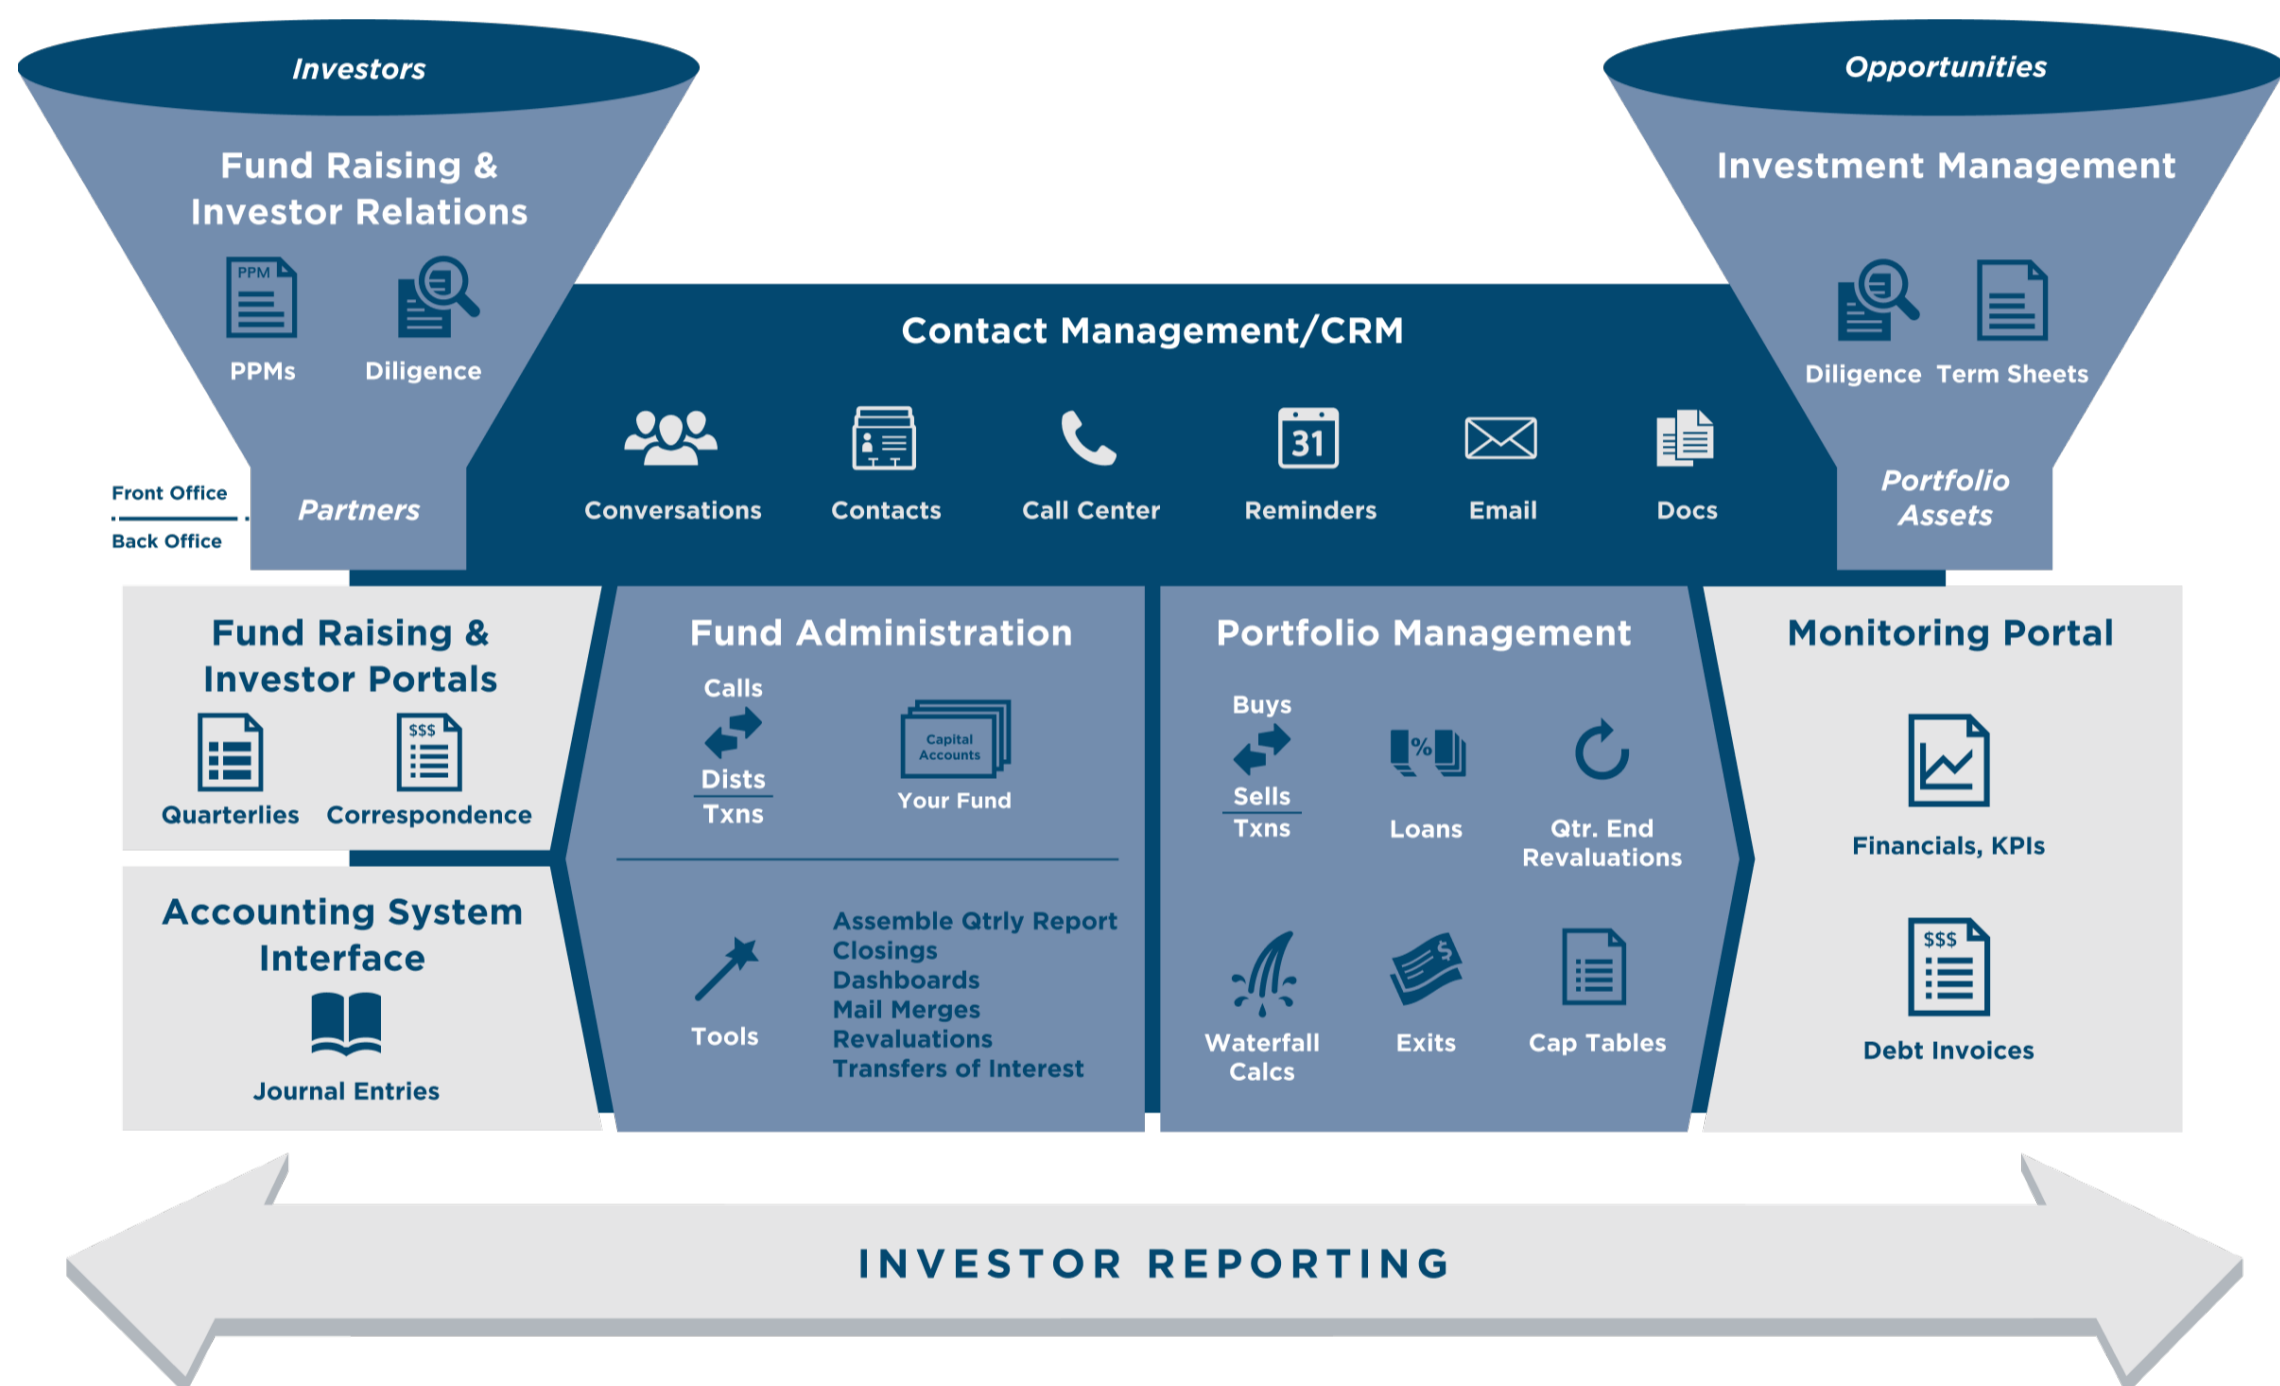 Investors
Fund Raising &
Investor Relations
PPM
PPMs
Diligence
Opportunities
Investment Management
Diligence
Term Sheets
Contact Management/CRM
31
Conversations
Contacts
Call Center
Reminders
Email
Docs
Front Office
Back Office
Partners
Portfolio
Assets
Fund Raising &
Investor Portals
$$$
Quarterlies
Correspondence
Accounting System
Interface
Journal Entries
Fund Administration
Calls
Dists
Txns
Capital
Accounts
Your Fund
Tools
Assemble Qtrly Report
Closings
Dashboards
Mail Merges
Revaluations
Transfers of Interest
Portfolio Management
Buys
Sells
Txns
%
Loans
Qtr. End
Revaluations
Waterfall
Calcs
$
Exits
Cap Tables
Monitoring Portal
Financials, KPIs
$$$
Debt Invoices
INVESTOR REPORTING